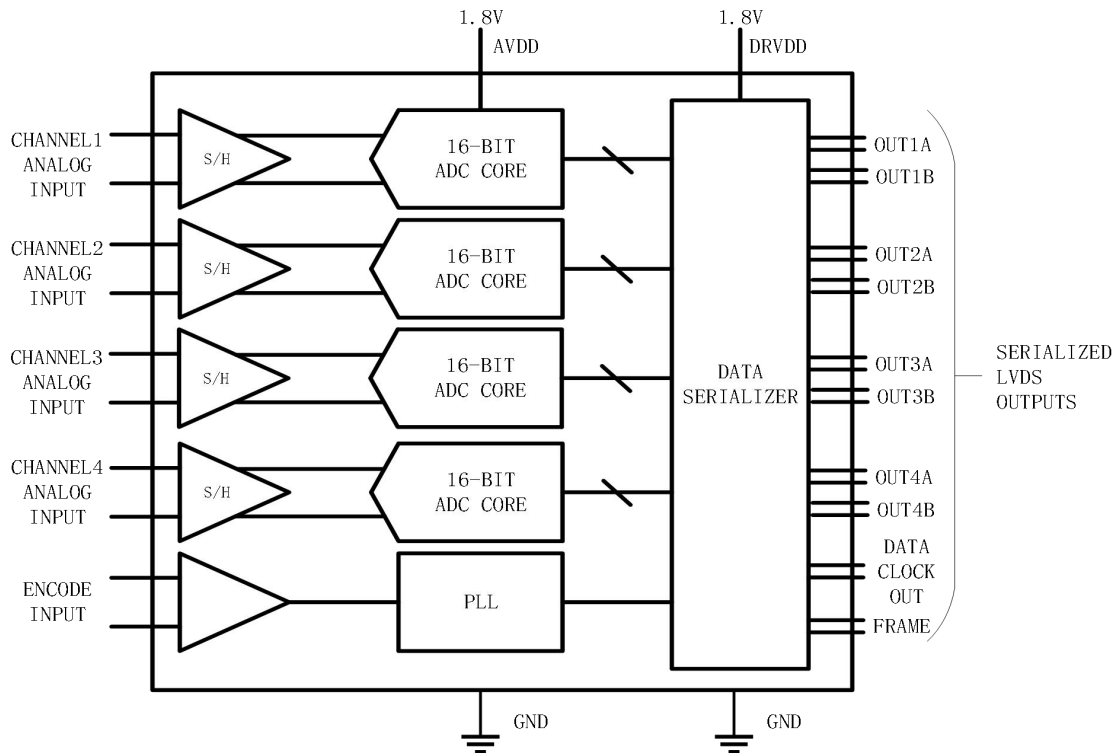 1.8V
AVDD
1.8V
DRVDD
CHANNEL1
ANALOG
INPUT
S/H
16-BIT
ADC CORE
OUT1A
OUT1B
CHANNEL2
ANALOG
INPUT
S/H
16-BIT
ADC CORE
OUT2A
OUT2B
CHANNEL3
ANALOG
INPUT
S/H
16-BIT
ADC CORE
DATA
SERIALIZER
OUT3A
OUT3B
SERIALIZED
LVDS
OUTPUTS
CHANNEL4
ANALOG
INPUT
S/H
16-BIT
ADC CORE
OUT4A
OUT4B
ENCODE
INPUT
PLL
DATA
CLOCK
OUT
FRAME
GND
GND